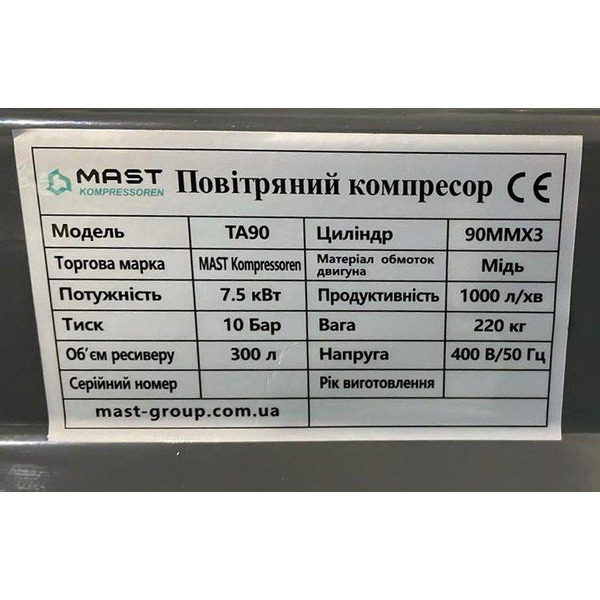 MAST
KOMPRESSOREN
Повітряний компресор CE
Модель TA90 Циліндр 90MMX3
Торгова марка MAST Kompressoren Матеріал обмоток двигуна Мідь
Потужність 7.5 кВт Продуктивність 1000 л/хв
Тиск 10 Бар Вага 220 кг
Об'єм ресиверу 300 л Напруга 400 В/50 Гц
Серійний номер Рік виготовлення
mast-group.com.ua